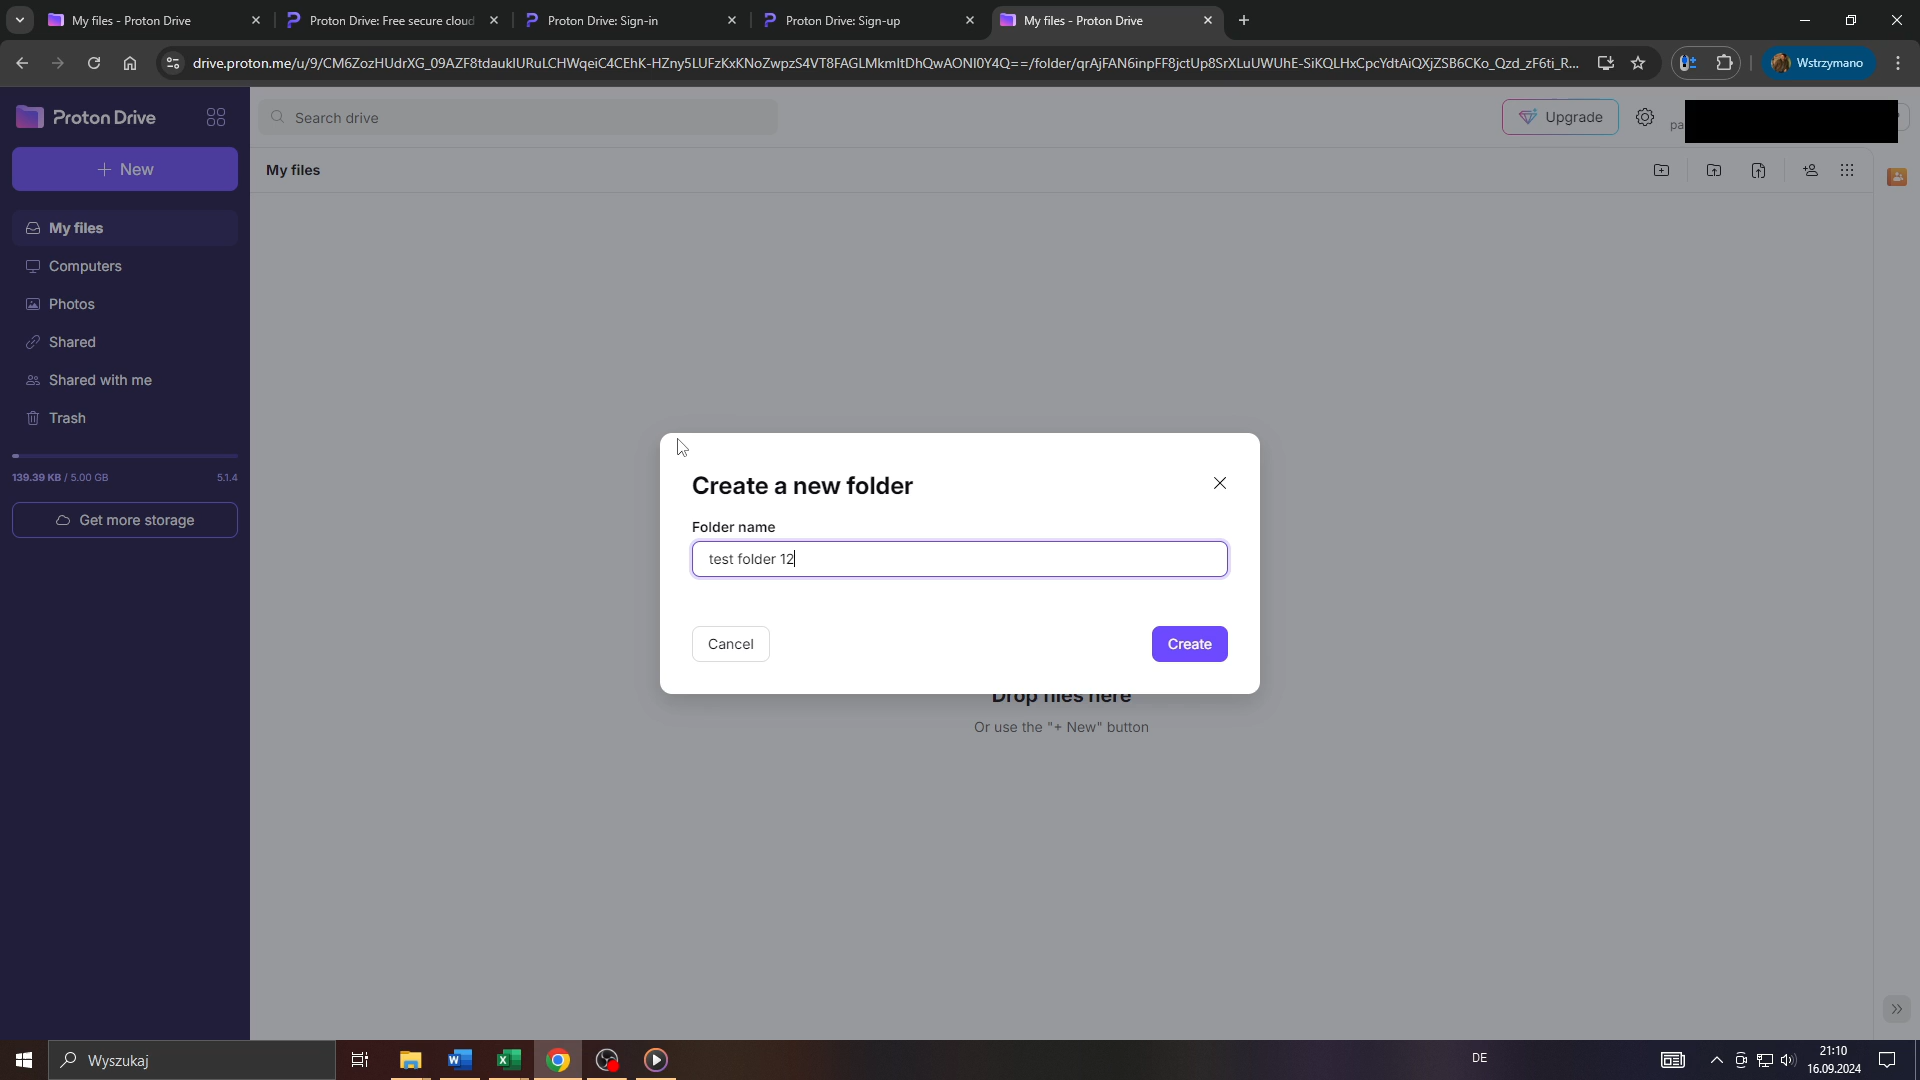 My files - Proton Drive
Proton Drive: Free secure cloud
Proton Drive: Sign-in
Proton Drive: Sign-up
My files - Proton Drive
drive.proton.me/u/9/CM6ZozHUdrXG_09AZF8tdauklURuLCHWqeiC4CEhK-HZny5LUFzKxKNoZwpzS4VT8FAGLMkmltDhQwAONI0Y4Q==/folder/qrAjFAN6inpFF8jctUp8SrXLuUWUhE-SiKQLHxCpcYdtAiQXjZSB6CKo_Qzd_zF6ti_R...
Wstrzymano
Proton Drive
Search drive
Upgrade
pa
+ New
My files
My files
Computers
Photos
Shared
Shared with me
Trash
139.39 KB / 5.00 GB
5.1.4
Get more storage
Create a new folder
Folder name
test folder 12
Cancel
Create
Drop files here
Or use the "+ New" button
Wyszukaj
DE
21:10
16.09.2024